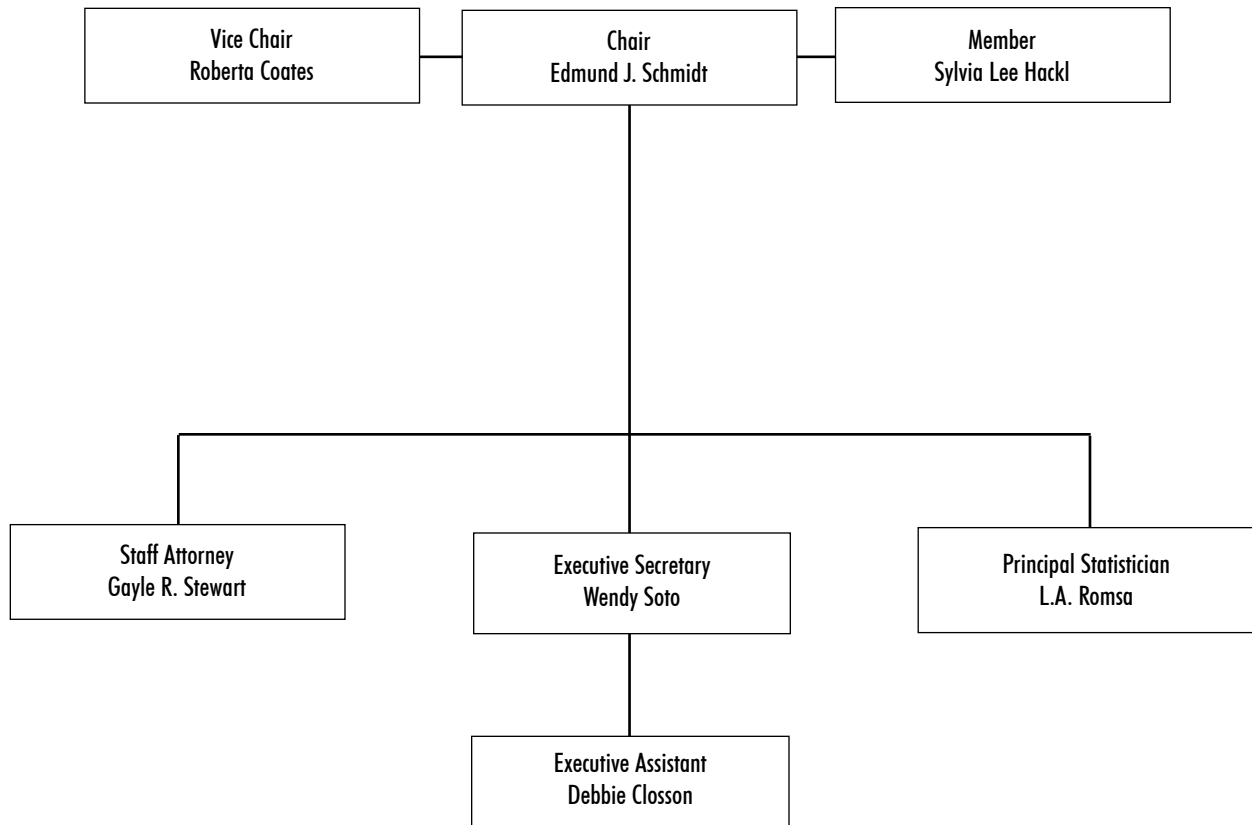 Vice Chair
Roberta Coates
Chair
Edmund J. Schmidt
Member
Sylvia Lee Hackl
Staff Attorney
Gayle R. Stewart
Executive Secretary
Wendy Soto
Principal Statistician
L.A. Romsa
Executive Assistant
Debbie Closson